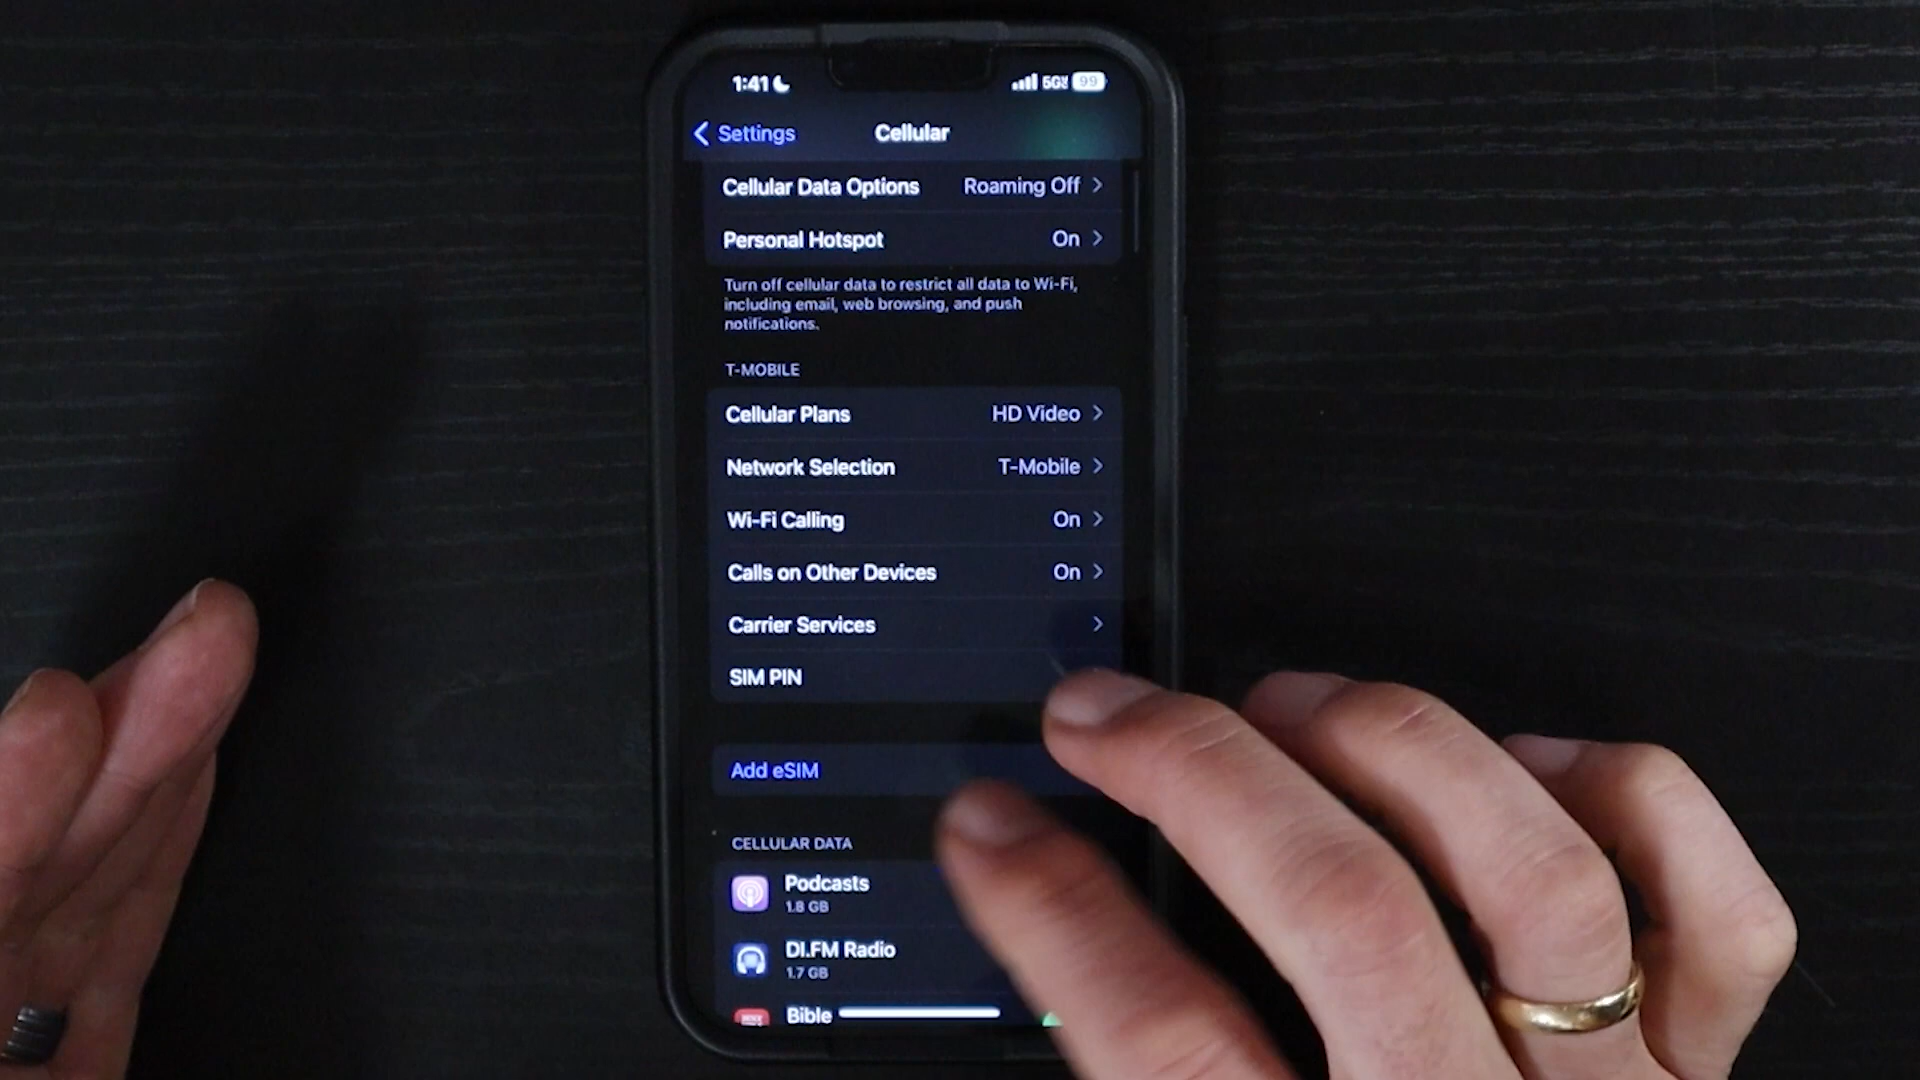 1:41 5G 99
Settings Cellular
Cellular Data Options Roaming Off
Personal Hotspot On
Turn off cellular data to restrict all data to Wi-Fi,
including email, web browsing, and push
notifications.
T-MOBILE
Cellular Plans HD Video
Network Selection T-Mobile
Wi-Fi Calling On
Calls on Other Devices On
Carrier Services
SIM PIN
Add eSIM
CELLULAR DATA
Podcasts
1.8 GB
DI.FM Radio
1.7 GB
Bible